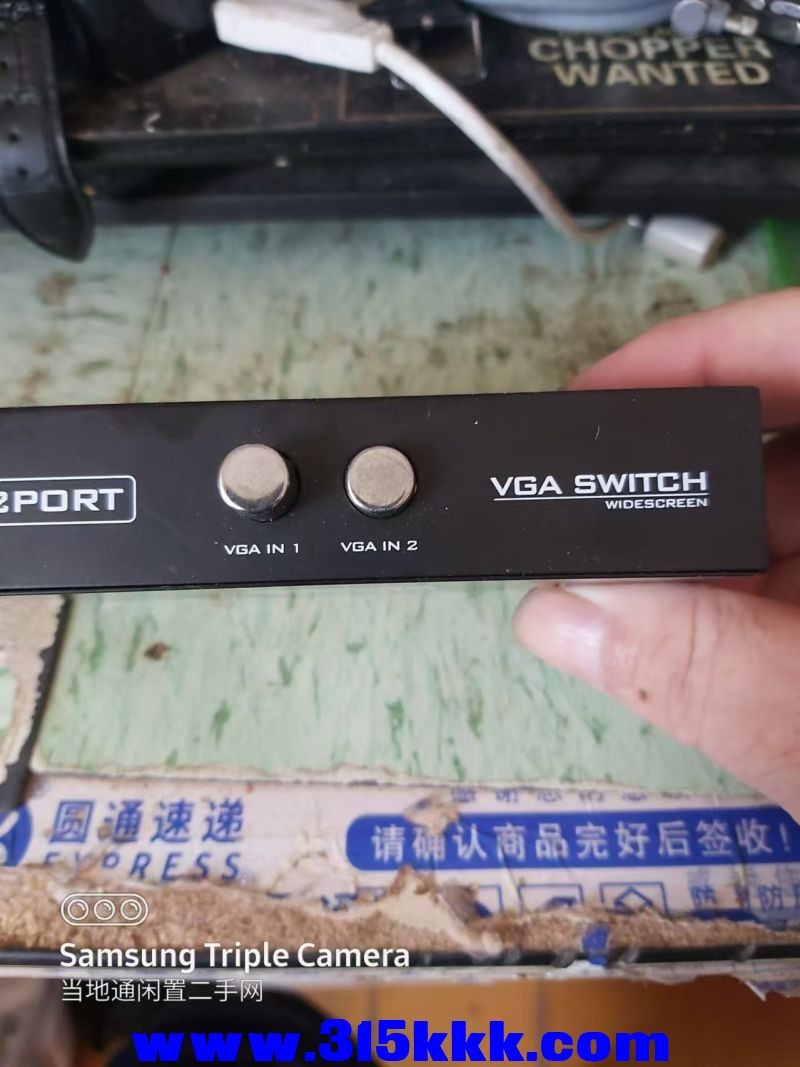 CHOPPER
WANTED
PORT
VGA SWITCH
WIDESCREEN
VGA IN 1
VGA IN 2
圆通速递
EXPRESS
请确认商品完好后签收!
Samsung Triple Camera
当地通闲置二手网
www.315kkk.com